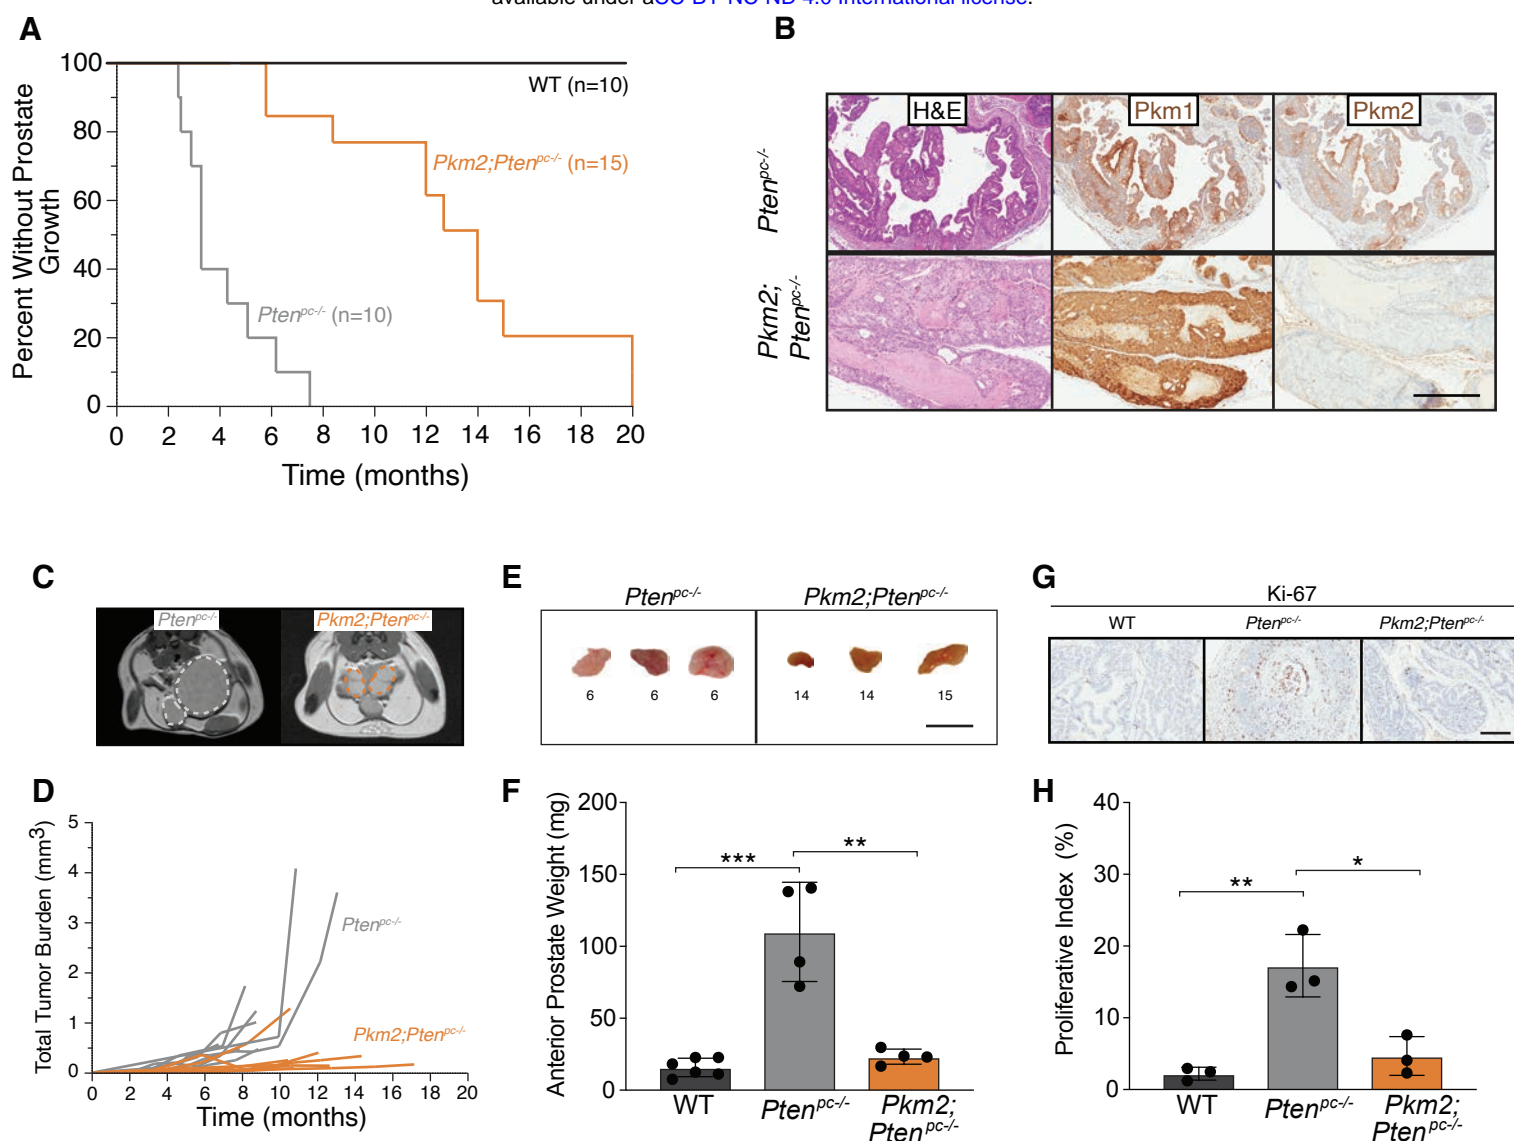 available under aCC-BY-NC-ND 4.0 International license.
A
100
80
60
40
20
0
Percent Without Prostate
Growth
WT (n=10)
Pkm2;Ptenpc-/- (n=15)
Ptenpc-/- (n=10)
0 2 4 6 8 10 12 14 16 18 20
Time (months)
B
H&E Pkm1 Pkm2
Ptenpc-/-
Pkm2;
Ptenpc-/-
C
Ptenpc-/- Pkm2;Ptenpc-/-
D
Total Tumor Burden (mm3)
5
4
3
2
1
0
Ptenpc-/-
Pkm2;Ptenpc-/-
0 2 4 6 8 10 12 14 16 18 20
Time (months)
E
Ptenpc-/- Pkm2;Ptenpc-/-
6 6 6 14 14 15
F
Anterior Prostate Weight (mg)
200
150
100
50
0
*** **
WT Ptenpc-/- Pkm2;
Ptenpc-/-
G
Ki-67
WT Ptenpc-/- Pkm2;Ptenpc-/-
H
Proliferative Index (%)
40
30
20
10
0
** *
WT Ptenpc-/- Pkm2;
Ptenpc-/-